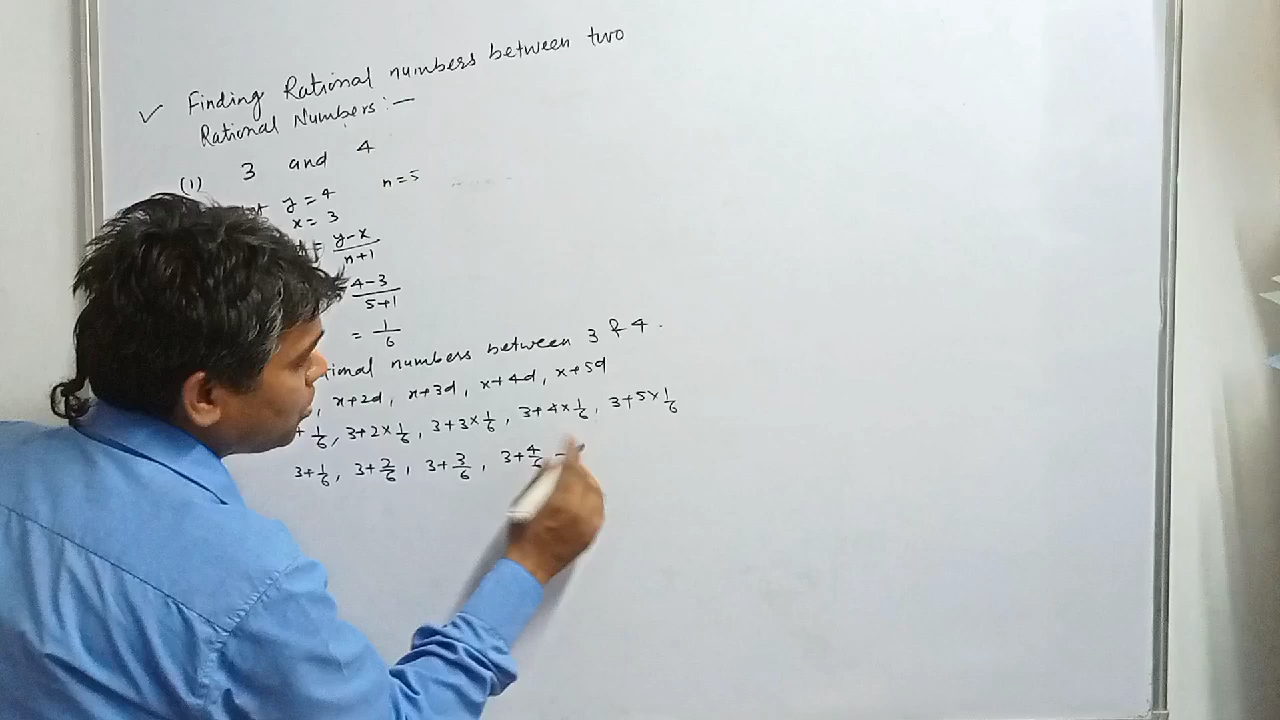 ✓ Finding Rational numbers between two
Rational Numbers :—
(1) 3 and 4
y = 4 n = 5
x = 3
= y-x/n+1
4-3/5+1
= 1/6
numbers between 3 & 4.
, x+2d, x+3d, x+4d, x+5d
+ 1/6, 3+2×1/6, 3+3×1/6, 3+4×1/6, 3+5×1/6
3+1/6, 3+2/6, 3+3/6, 3+4/6